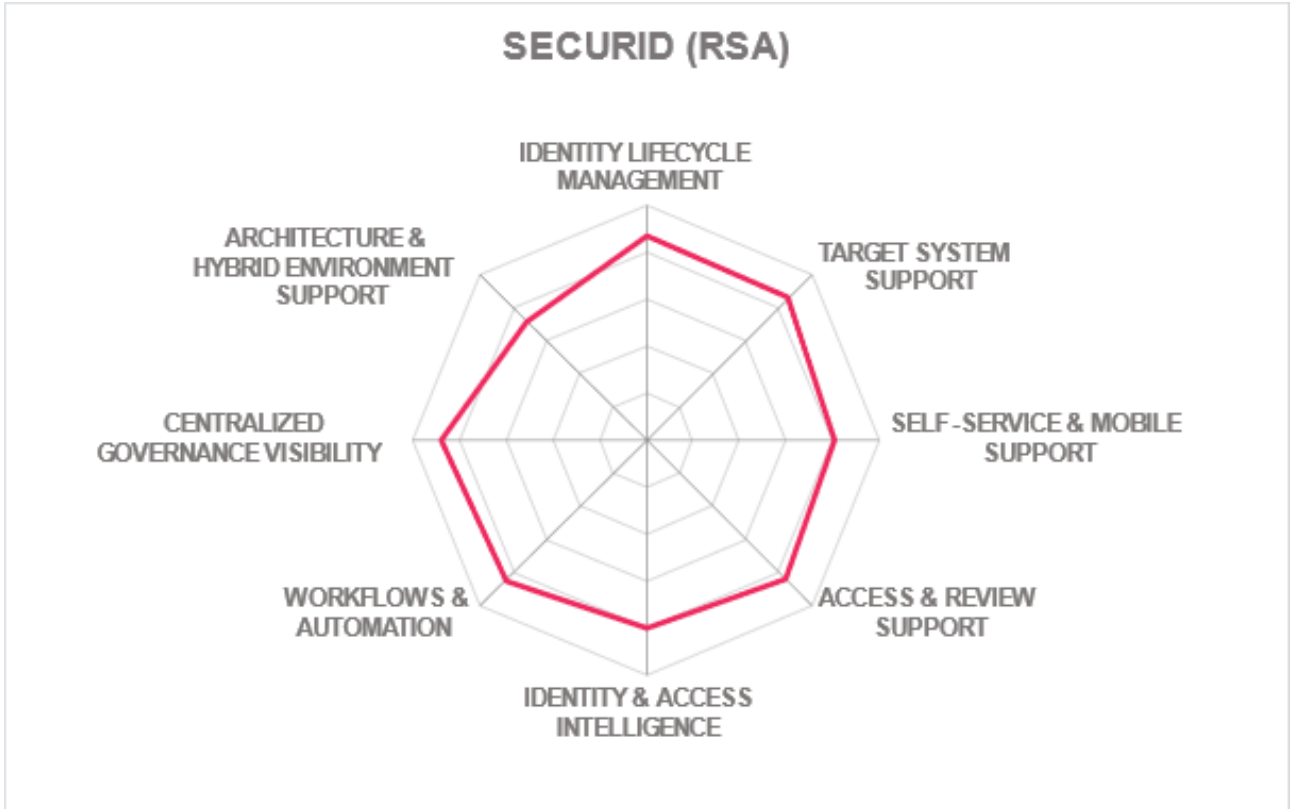 SECURID (RSA)
IDENTITY LIFECYCLE
MANAGEMENT
TARGET SYSTEM
SUPPORT
SELF-SERVICE & MOBILE
SUPPORT
ACCESS & REVIEW
SUPPORT
IDENTITY & ACCESS
INTELLIGENCE
WORKFLOWS &
AUTOMATION
CENTRALIZED
GOVERNANCE VISIBILITY
ARCHITECTURE &
HYBRID ENVIRONMENT
SUPPORT